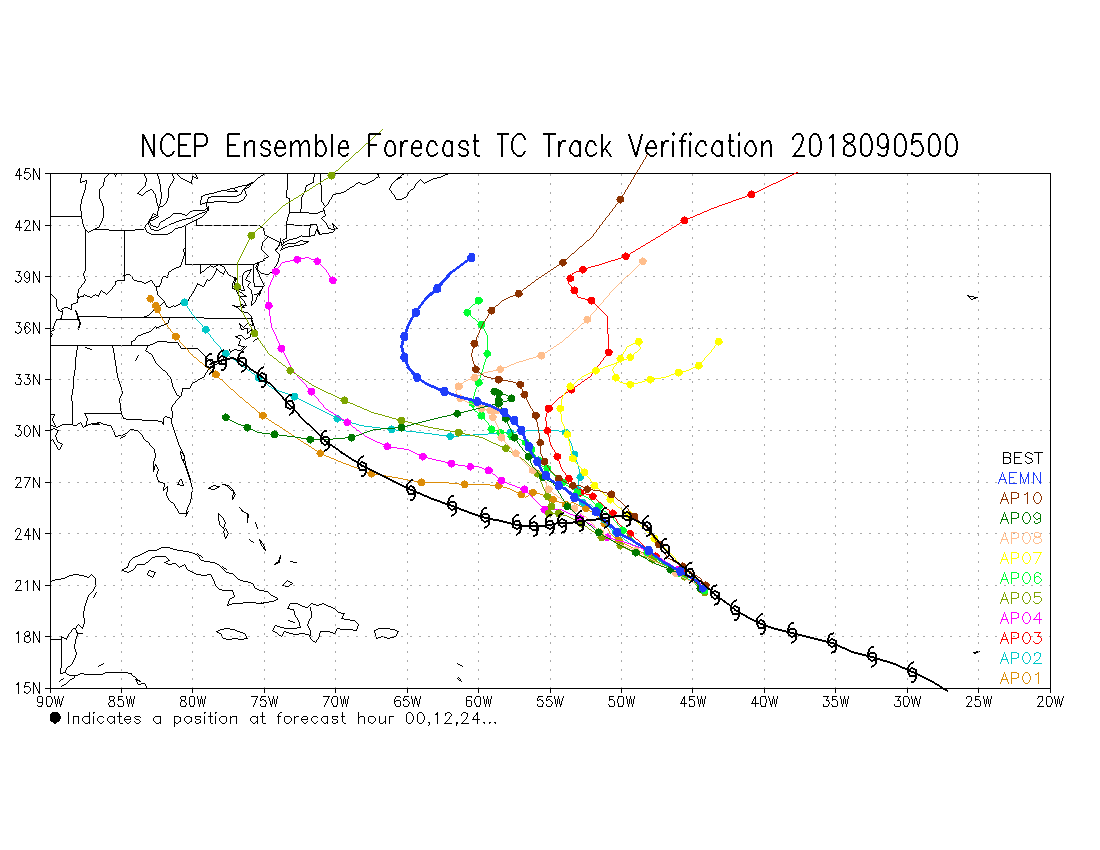 NCEP Ensemble Forecast TC Track Verification 2018090500
45N
42N
39N
36N
33N
30N
27N
24N
21N
18N
15N
BEST
AEMN
AP10
AP09
AP08
AP07
AP06
AP05
AP04
AP03
AP02
AP01
90W 85W 80W 75W 70W 65W 60W 55W 50W 45W 40W 35W 30W 25W 20W
Indicates a position at forecast hour 00,12,24...